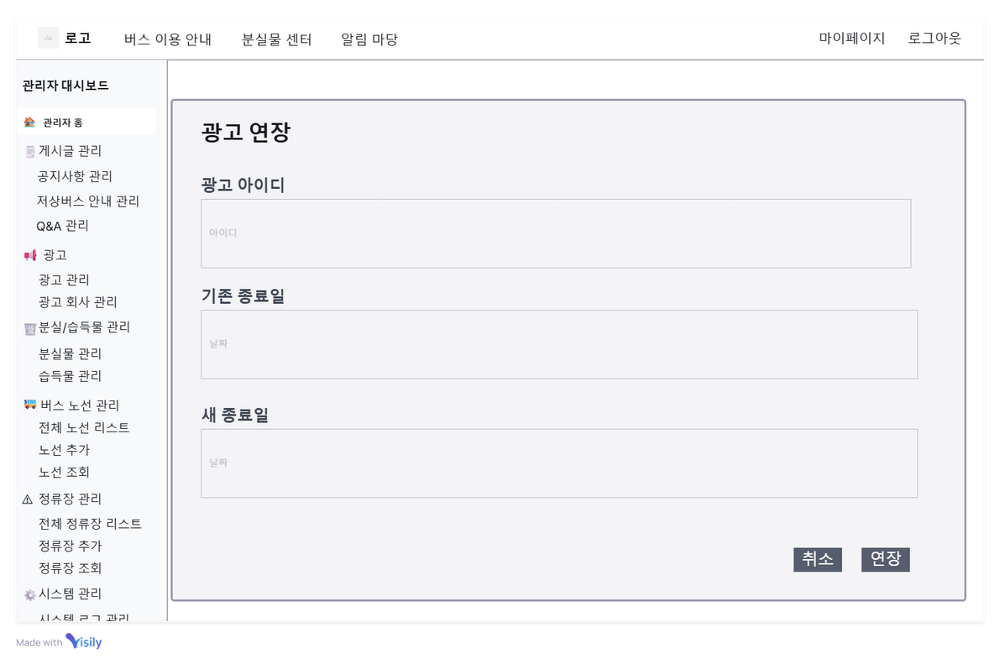 로고
버스 이용 안내
분실물 센터
알림 마당
마이페이지
로그아웃
관리자 대시보드
관리자 홈
게시글 관리
공지사항 관리
저상버스 안내 관리
Q&A 관리
광고
광고 관리
광고 회사 관리
분실/습득물 관리
분실물 관리
습득물 관리
버스 노선 관리
전체 노선 리스트
노선 추가
노선 조회
정류장 관리
전체 정류장 리스트
정류장 추가
정류장 조회
시스템 관리
시스템 로그 관리
광고 연장
광고 아이디
아이디
기존 종료일
날짜
새 종료일
날짜
취소
연장
Made with Visily